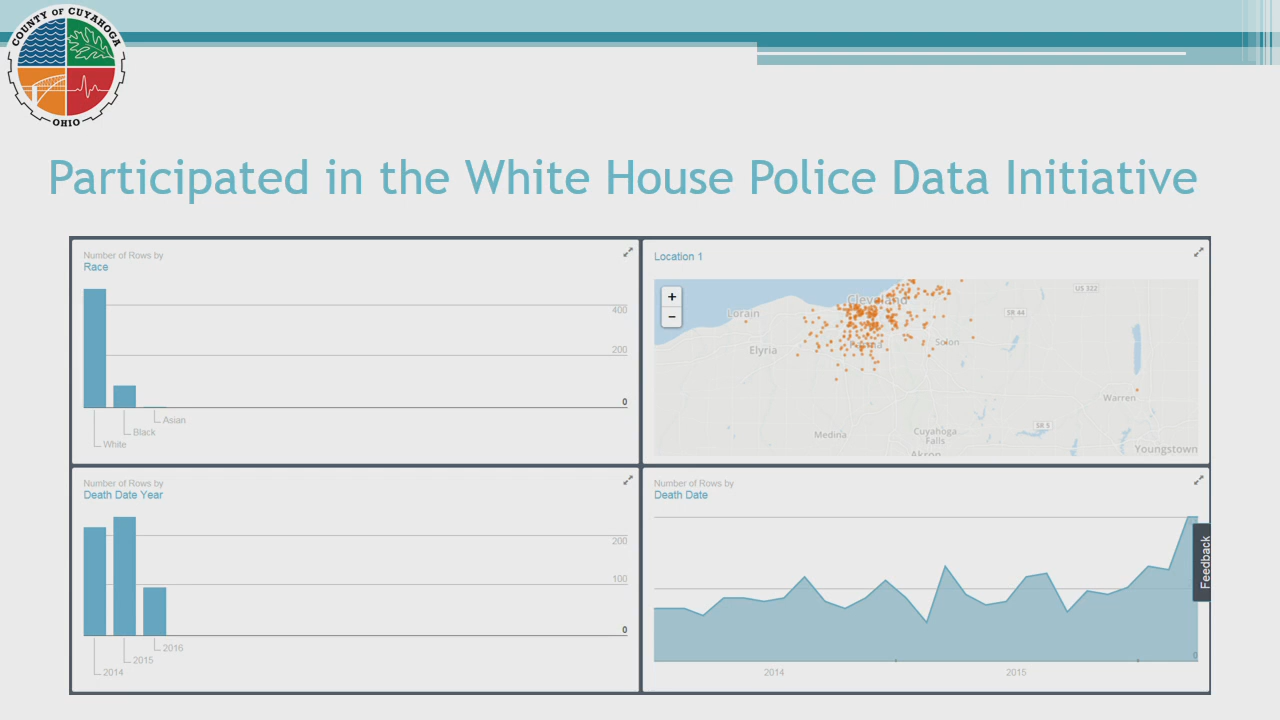 COUNTY OF CUYAHOGA
OHIO
Participated in the White House Police Data Initiative
Number of Rows by
Race
400
200
0
Asian
Black
White
Location 1
+
−
Cleveland
Lorain
Elyria
Parma
Solon
US 322
SR 44
Warren
Medina
Cuyahoga
Falls
SR 5
Akron
Youngstown
Number of Rows by
Death Date Year
200
100
0
2016
2015
2014
Number of Rows by
Death Date
Feedback
0
2014
2015